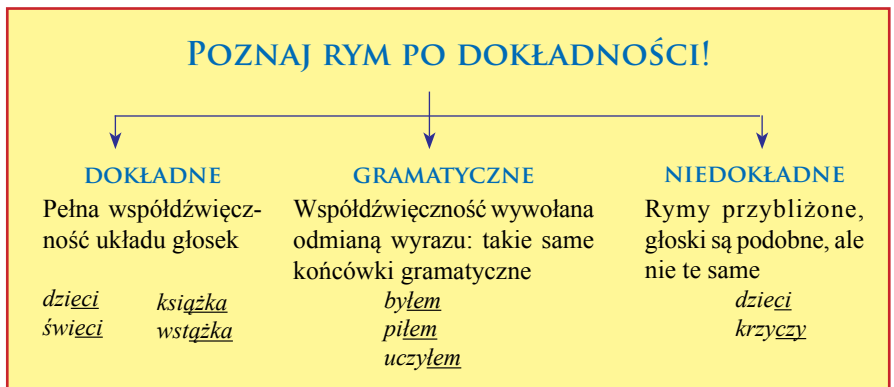 Poznaj rym po dokładności!
dokładne
Pełna współdźwięcz-
ność układu głosek
dzieci książka
świeci wstążka
gramatyczne
Współdźwięczność wywołana
odmianą wyrazu: takie same
końcówki gramatyczne
byłem
piłem
uczyłem
niedokładne
Rymy przybliżone,
głoski są podobne, ale
nie te same
dzieci
krzyczy